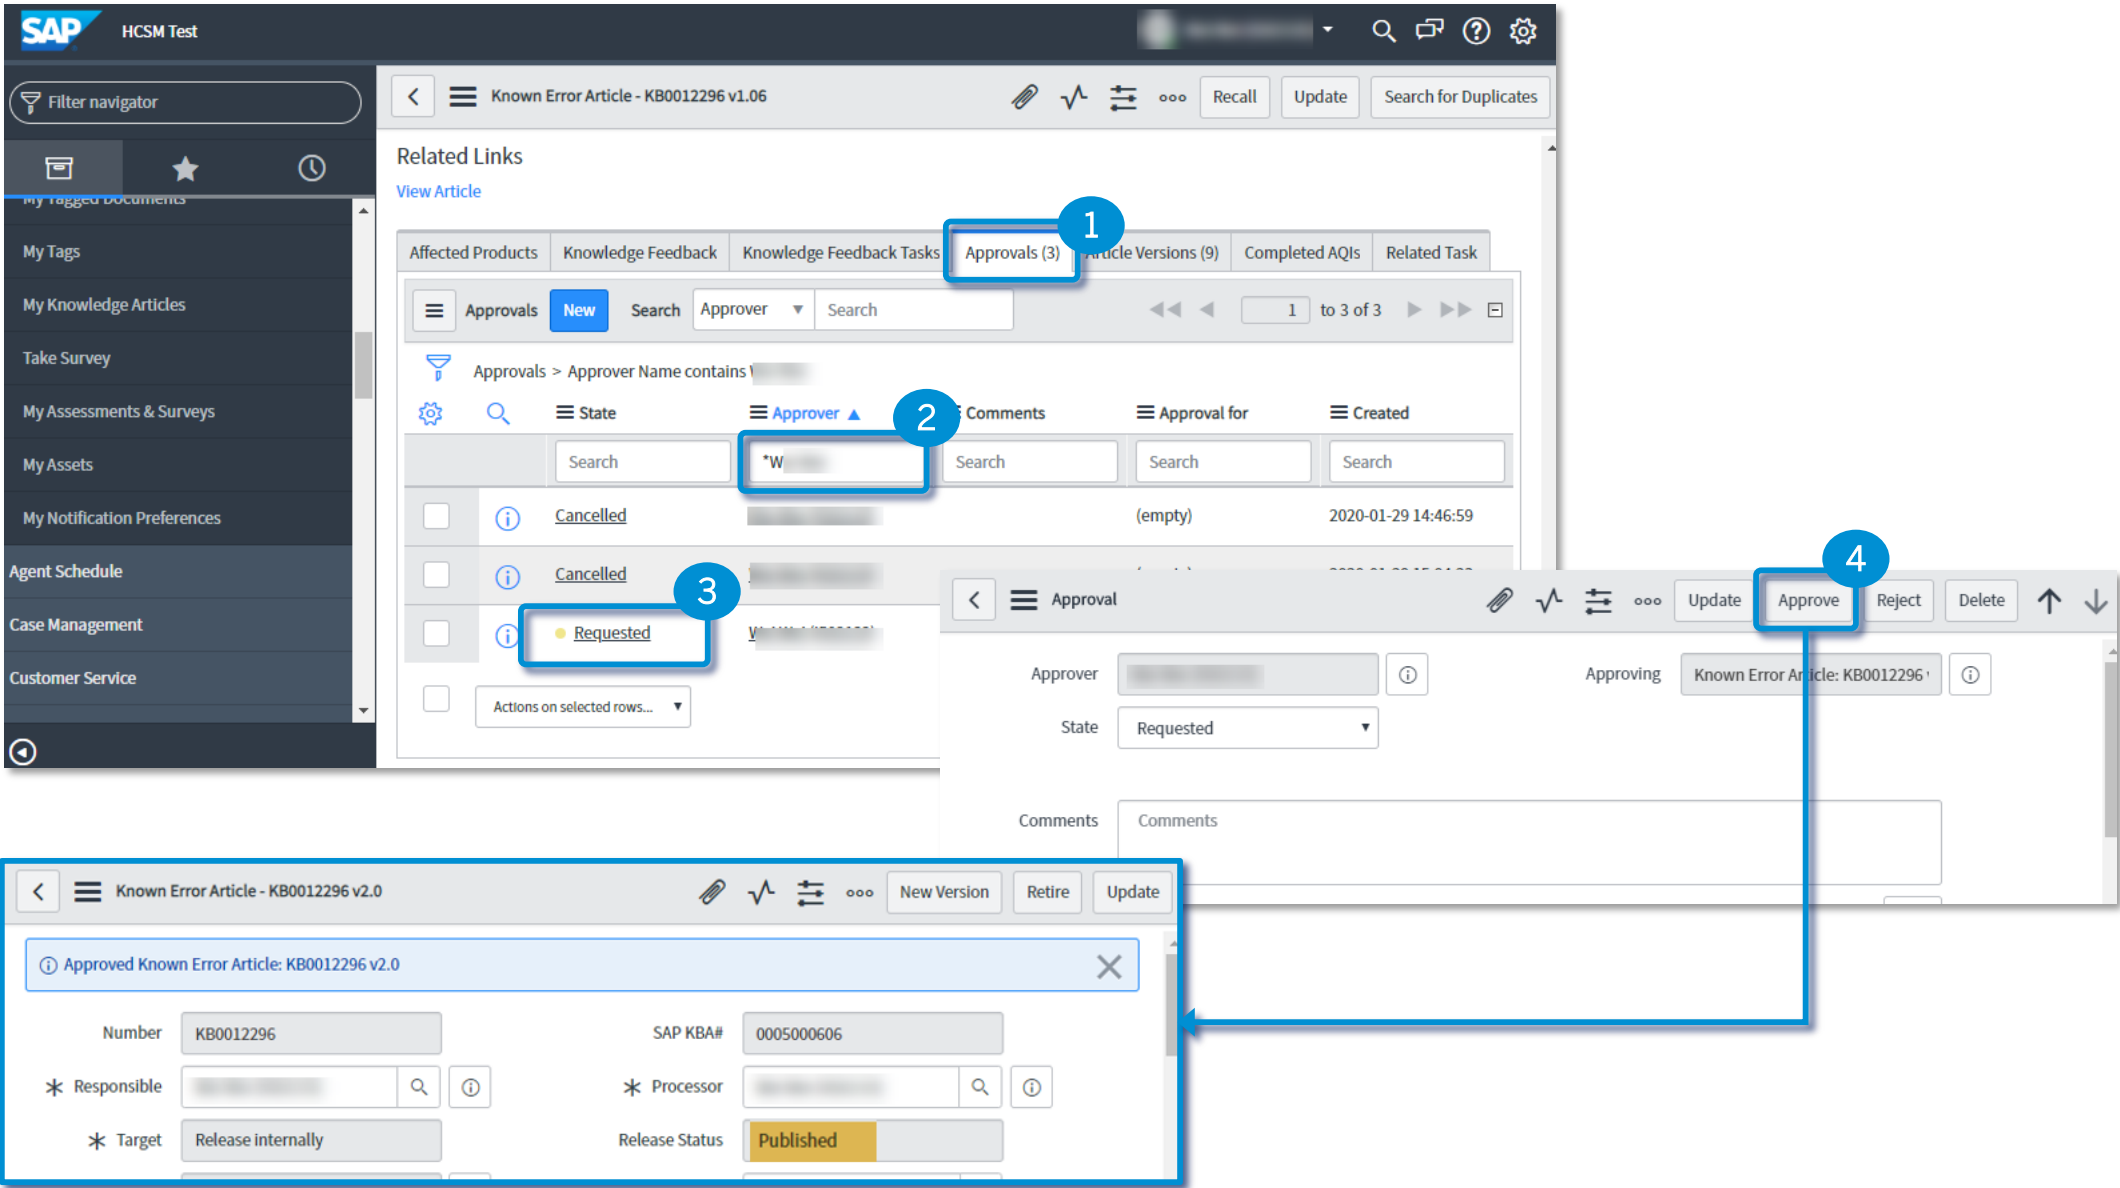 SAP HCSM Test
Filter navigator
Known Error Article - KB0012296 v1.06
Recall
Update
Search for Duplicates
My Tagged Documents
My Tags
My Knowledge Articles
Take Survey
My Assessments & Surveys
My Assets
My Notification Preferences
Agent Schedule
Case Management
Customer Service
Related Links
View Article
1
Affected Products
Knowledge Feedback
Knowledge Feedback Tasks
Approvals (3)
Article Versions (9)
Completed AQIs
Related Task
Approvals
New
Search
Approver
Search
1 to 3 of 3
Approvals > Approver Name contains
State
Approver
2
Comments
Approval for
Created
Search
*W
Search
Search
Search
Cancelled
(empty)
2020-01-29 14:46:59
Cancelled
3
Requested
Actions on selected rows...
4
Approval
Update
Approve
Reject
Delete
Approver
Approving
Known Error Article: KB0012296
State
Requested
Comments
Comments
Known Error Article - KB0012296 v2.0
New Version
Retire
Update
Approved Known Error Article: KB0012296 v2.0
Number
KB0012296
SAP KBA#
0005000606
Responsible
Processor
Target
Release internally
Release Status
Published